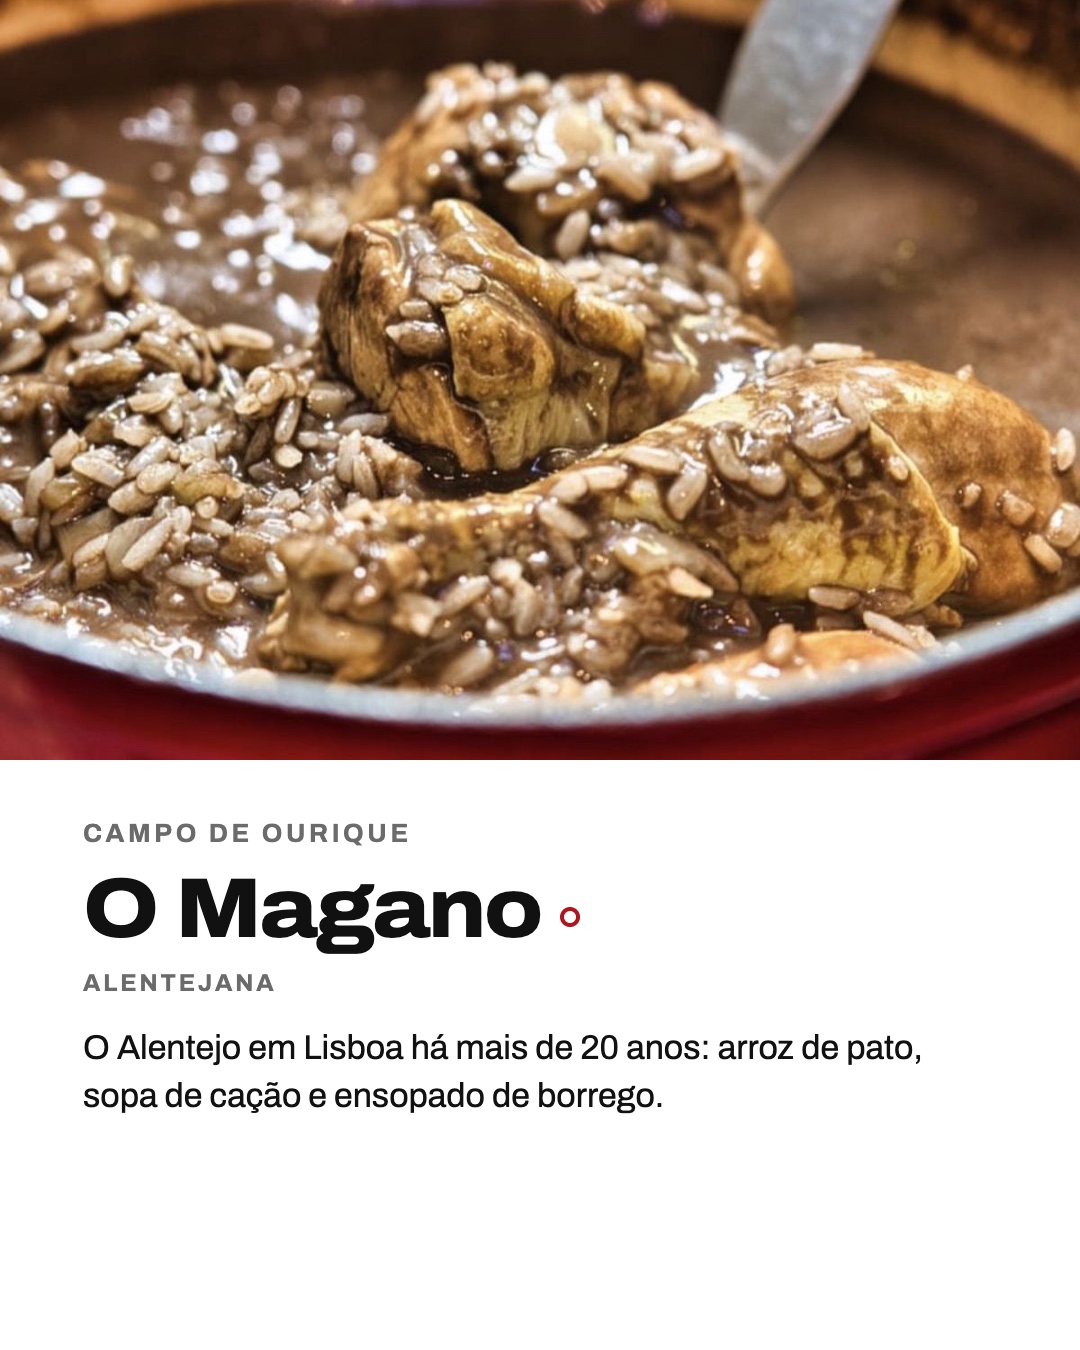 CAMPO DE OURIQUE
O Magano
ALENTEJANA
O Alentejo em Lisboa há mais de 20 anos: arroz de pato,
sopa de cação e ensopado de borrego.